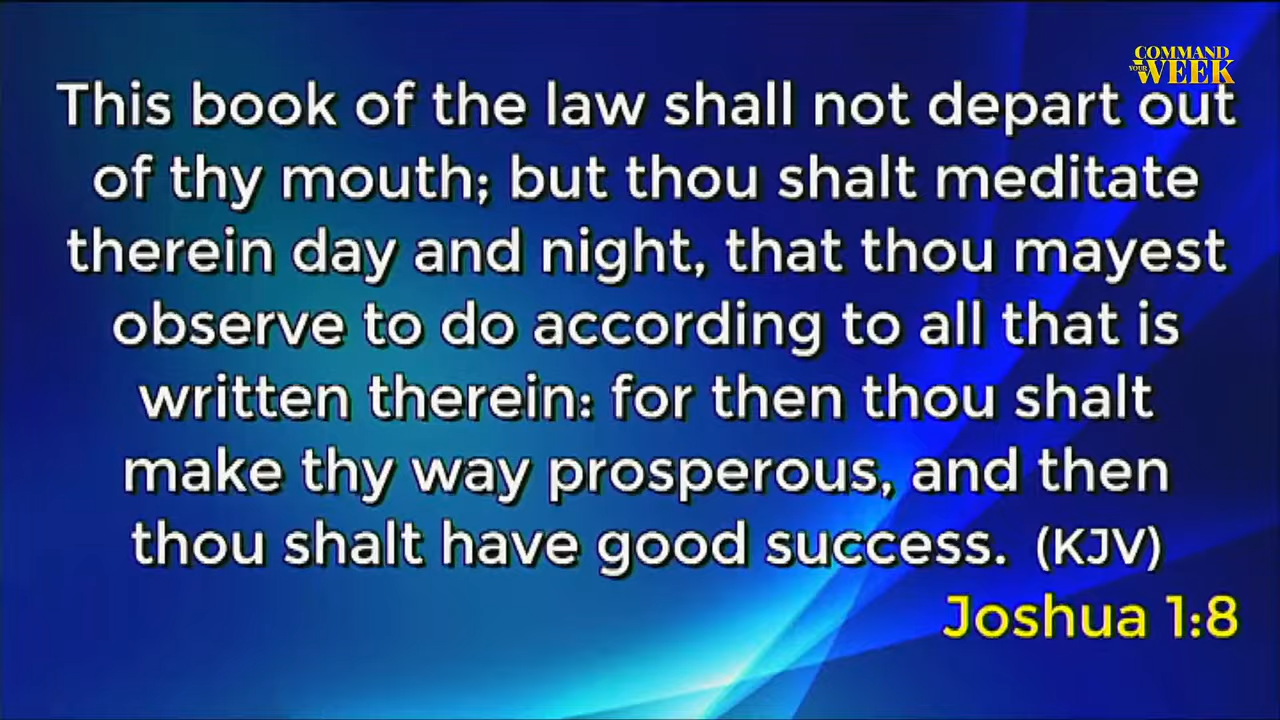 COMMAND
YOUR WEEK
This book of the law shall not depart out
of thy mouth; but thou shalt meditate
therein day and night, that thou mayest
observe to do according to all that is
written therein: for then thou shalt
make thy way prosperous, and then
thou shalt have good success. (KJV)
Joshua 1:8